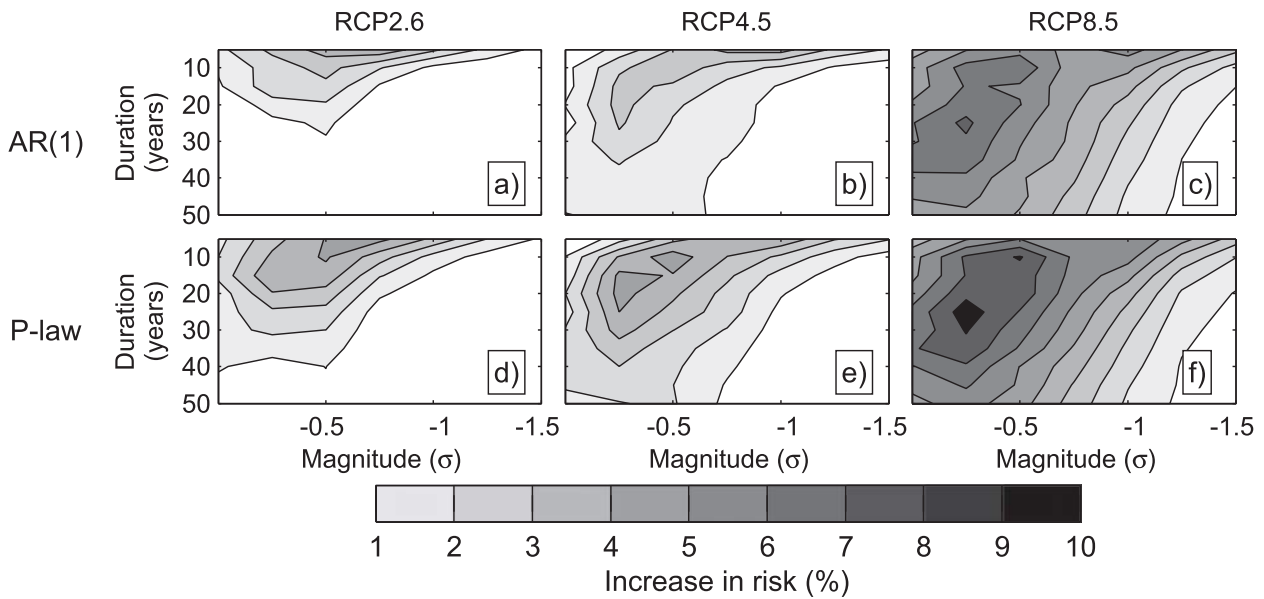 RCP2.6 RCP4.5 RCP8.5
AR(1)
Duration
(years)
10
20
30
40
50
a)
b)
c)
P-law
Duration
(years)
10
20
30
40
50
d)
e)
f)
-0.5 -1 -1.5 -0.5 -1 -1.5 -0.5 -1 -1.5
Magnitude (σ) Magnitude (σ) Magnitude (σ)
1 2 3 4 5 6 7 8 9 10
Increase in risk (%)